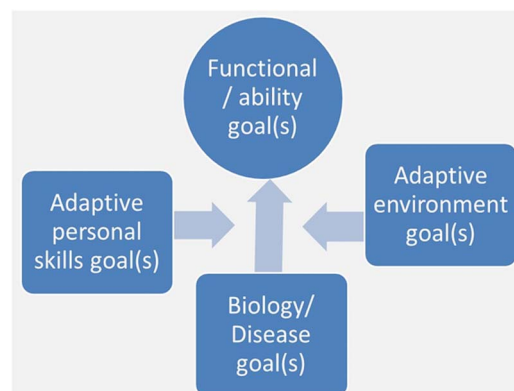 Functional
/ ability
goal(s)
Adaptive
personal
skills goal(s)
Adaptive
environment
goal(s)
Biology/
Disease
goal(s)